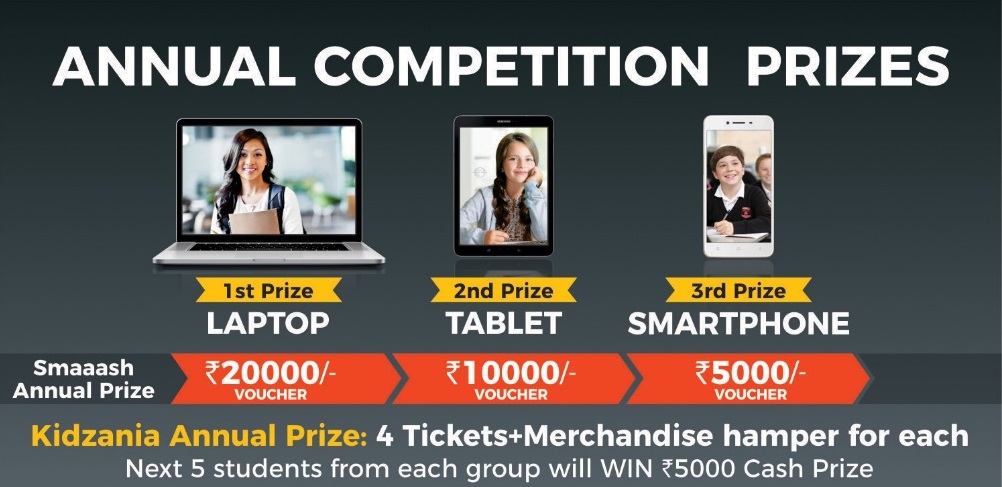 ANNUAL COMPETITION PRIZES
SAMSUNG
1st Prize
2nd Prize
3rd Prize
LAPTOP
TABLET
SMARTPHONE
Smaaash
Annual Prize
₹20000/-
VOUCHER
₹10000/-
VOUCHER
₹5000/-
VOUCHER
Kidzania Annual Prize: 4 Tickets+Merchandise hamper for each
Next 5 students from each group will WIN ₹5000 Cash Prize